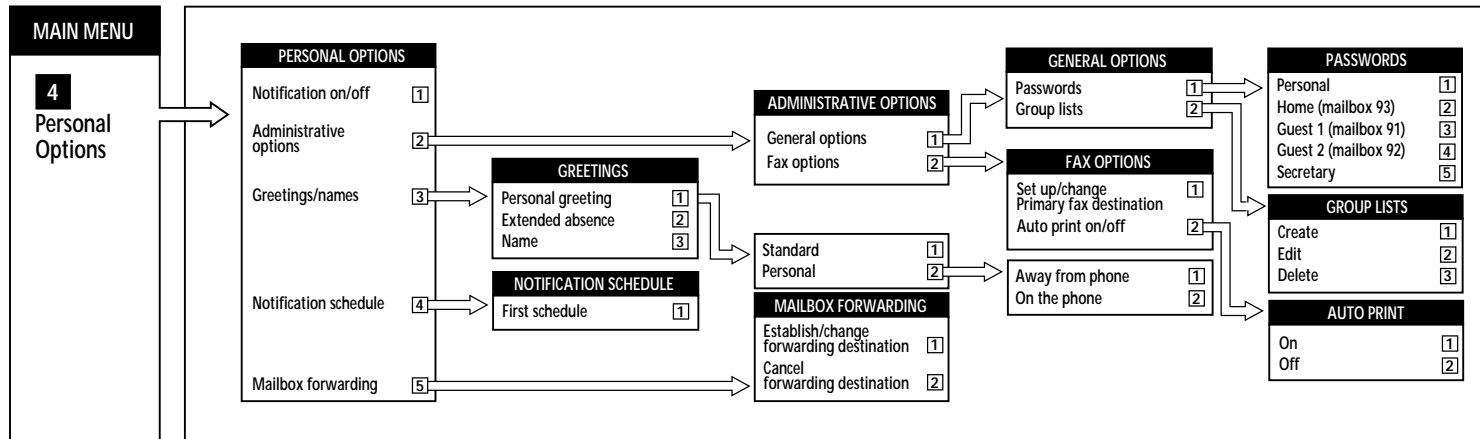 MAIN MENU
4
Personal
Options
PERSONAL OPTIONS
Notification on/off 1
Administrative
options 2
Greetings/names 3
Notification schedule 4
Mailbox forwarding 5
GREETINGS
Personal greeting 1
Extended absence 2
Name 3
NOTIFICATION SCHEDULE
First schedule 1
ADMINISTRATIVE OPTIONS
General options 1
Fax options 2
Standard 1
Personal 2
MAILBOX FORWARDING
Establish/change
forwarding destination 1
Cancel
forwarding destination 2
GENERAL OPTIONS
Passwords 1
Group lists 2
FAX OPTIONS
Set up/change 1
Primary fax destination
Auto print on/off 2
Away from phone 1
On the phone 2
PASSWORDS
Personal 1
Home (mailbox 93) 2
Guest 1 (mailbox 91) 3
Guest 2 (mailbox 92) 4
Secretary 5
GROUP LISTS
Create 1
Edit 2
Delete 3
AUTO PRINT
On 1
Off 2